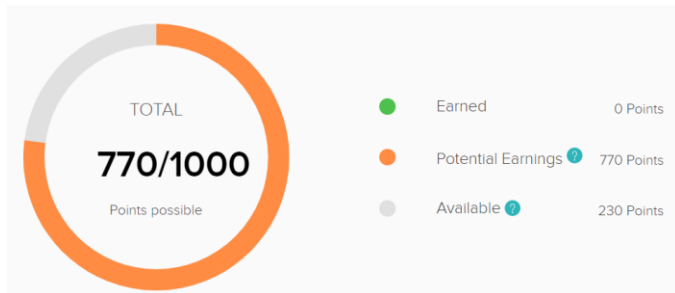 TOTAL
770/1000
Points possible
Earned 0 Points
Potential Earnings ? 770 Points
Available ? 230 Points